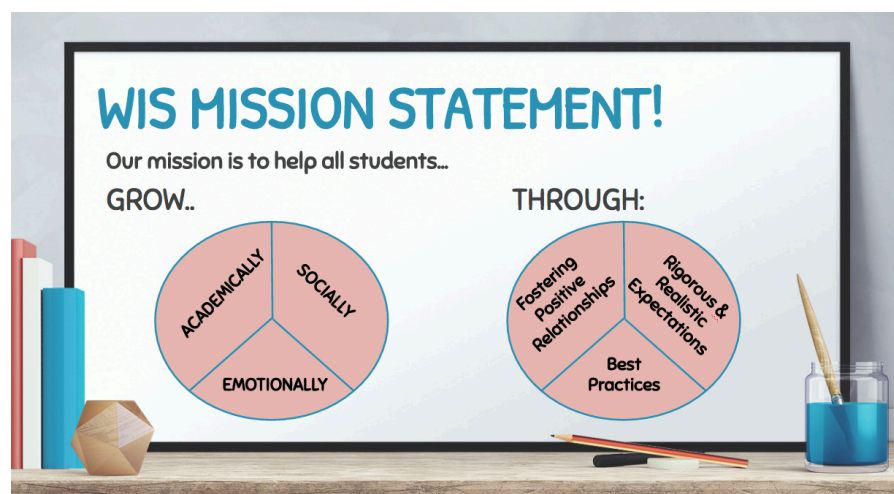 WIS MISSION STATEMENT!
Our mission is to help all students...
GROW..
THROUGH:
ACADEMICALLY
SOCIALLY
EMOTIONALLY
Fostering
Positive
Relationships
Rigorous &
Realistic
Expectations
Best
Practices